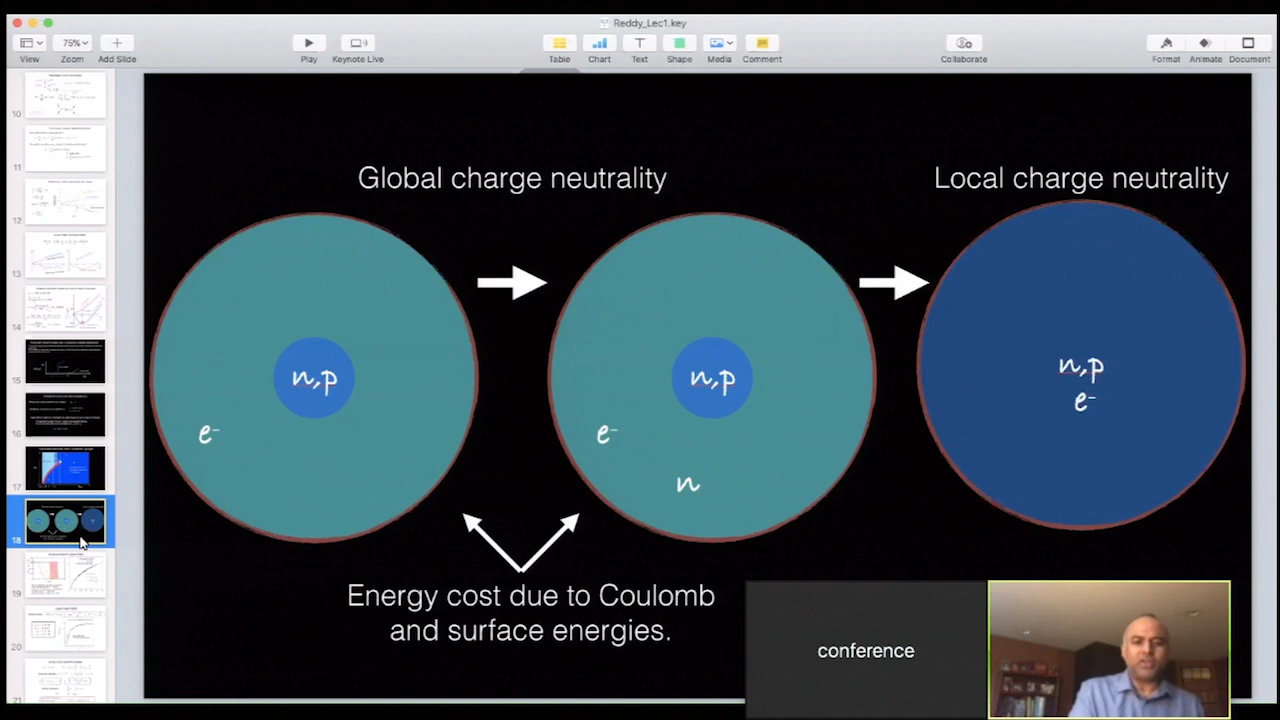 Reddy_Lec1.key
75%
View
Zoom
Add Slide
Play
Keynote Live
Table
Chart
Text
Shape
Media
Comment
Collaborate
Format
Animate
Document
10
11
12
13
14
15
16
17
18
19
20
21
Global charge neutrality
Local charge neutrality
n,p
e⁻
n,p
e⁻
n
n,p
e⁻
Energy cost due to Coulomb
and surface energies.
conference